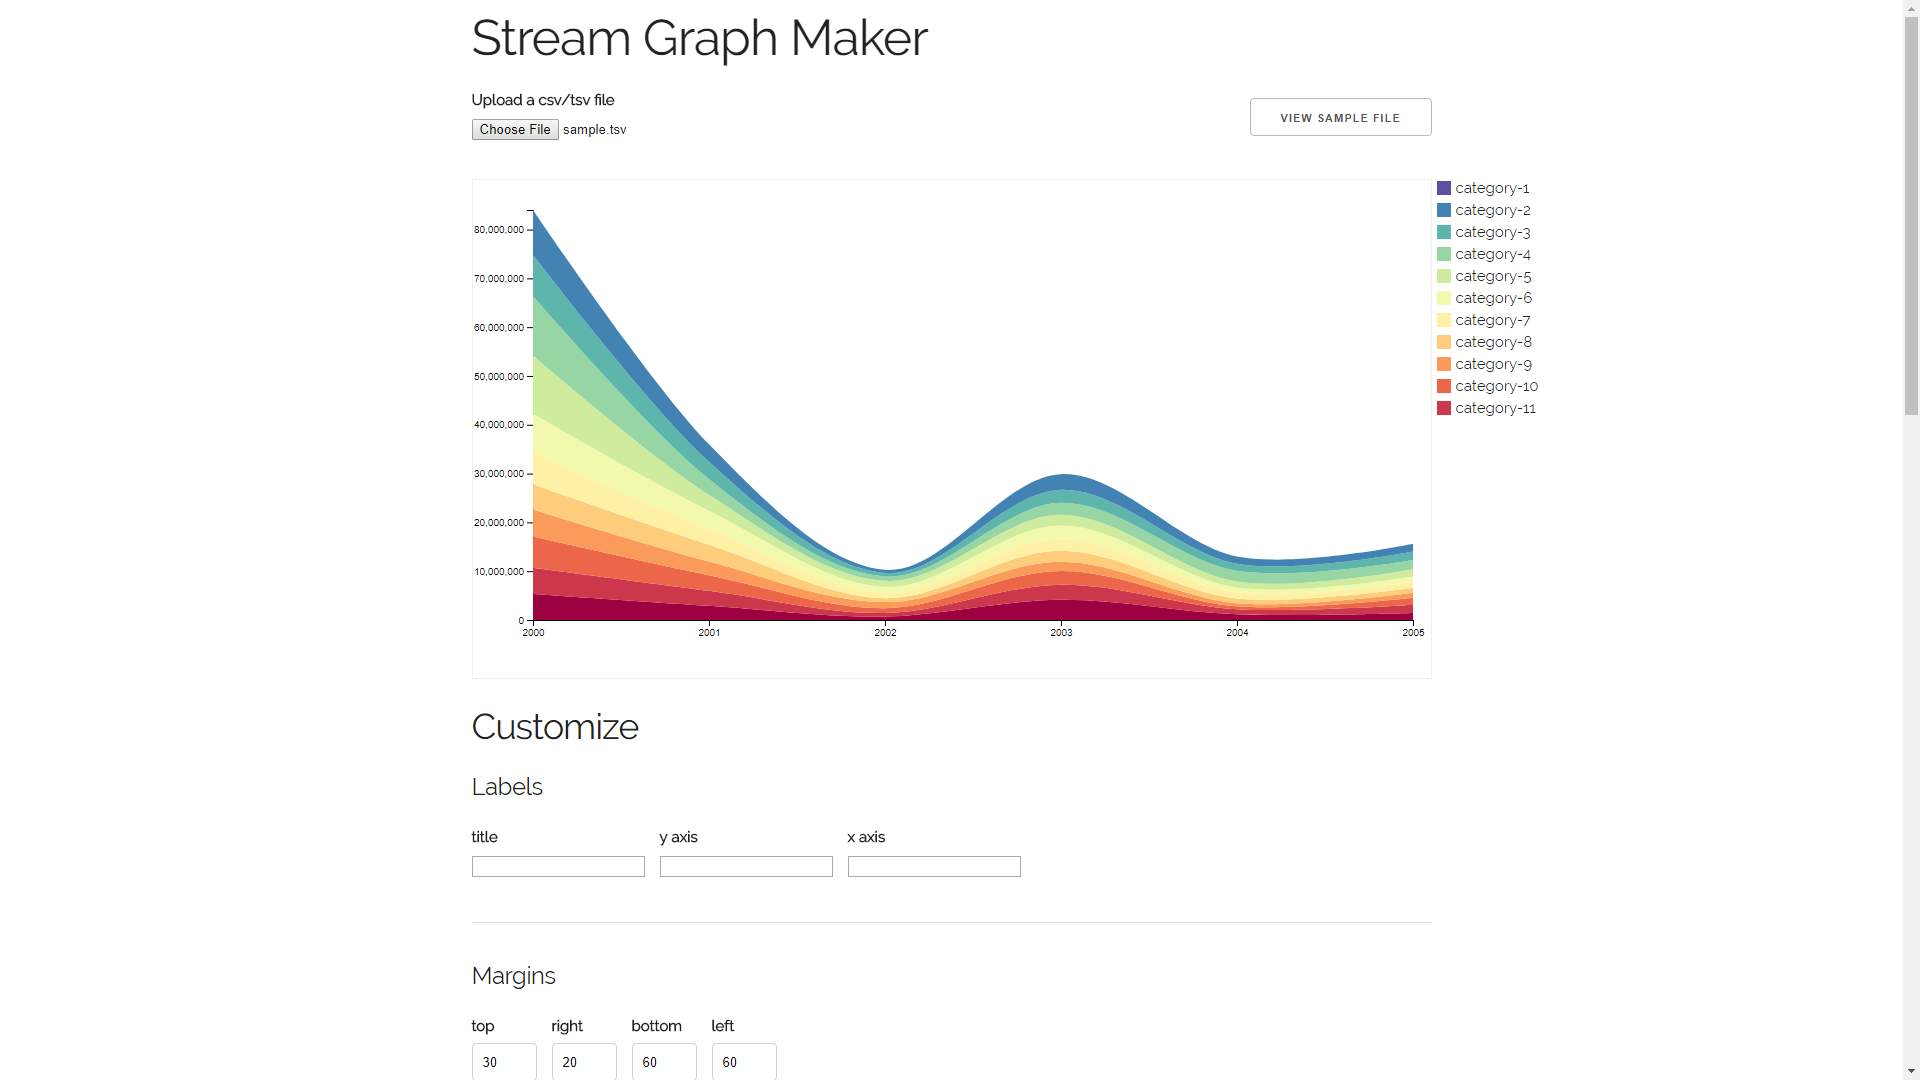 Stream Graph Maker
Upload a csv/tsv file
Choose File sample.tsv
VIEW SAMPLE FILE
80,000,000
70,000,000
60,000,000
50,000,000
40,000,000
30,000,000
20,000,000
10,000,000
0
2000 2001 2002 2003 2004 2005
category-1
category-2
category-3
category-4
category-5
category-6
category-7
category-8
category-9
category-10
category-11
Customize
Labels
title y axis x axis
Margins
top right bottom left
30 20 60 60